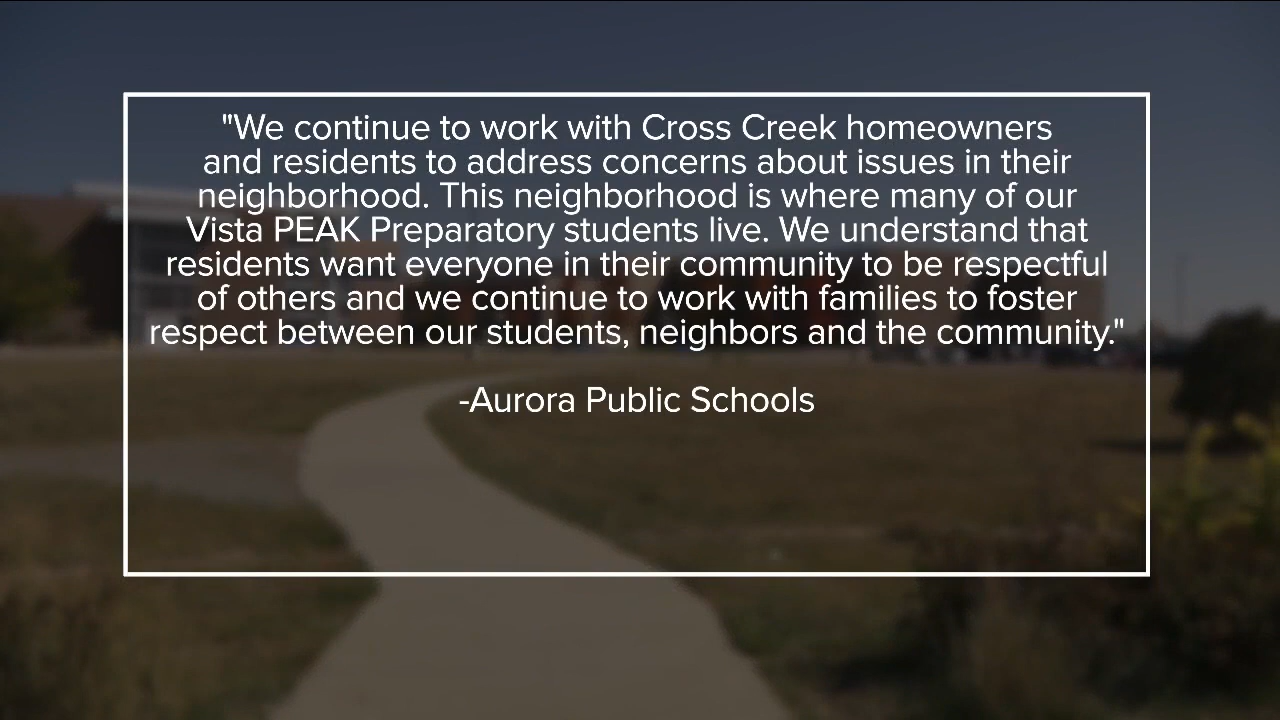 "We continue to work with Cross Creek homeowners
and residents to address concerns about issues in their
neighborhood. This neighborhood is where many of our
Vista PEAK Preparatory students live. We understand that
residents want everyone in their community to be respectful
of others and we continue to work with families to foster
respect between our students, neighbors and the community."
-Aurora Public Schools